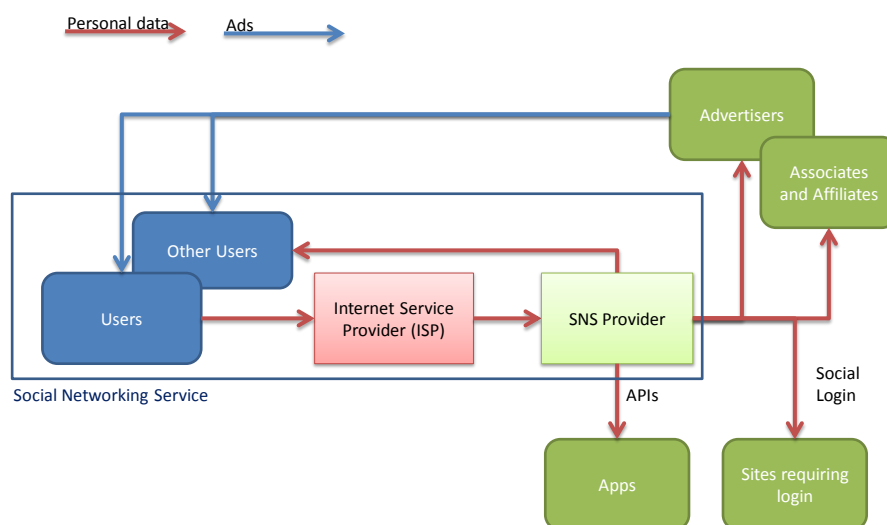 Personal data
Ads
Advertisers
Associates
and Affiliates
Other Users
Users
Internet Service
Provider (ISP)
SNS Provider
Social Networking Service
APIs
Social
Login
Apps
Sites requiring
login